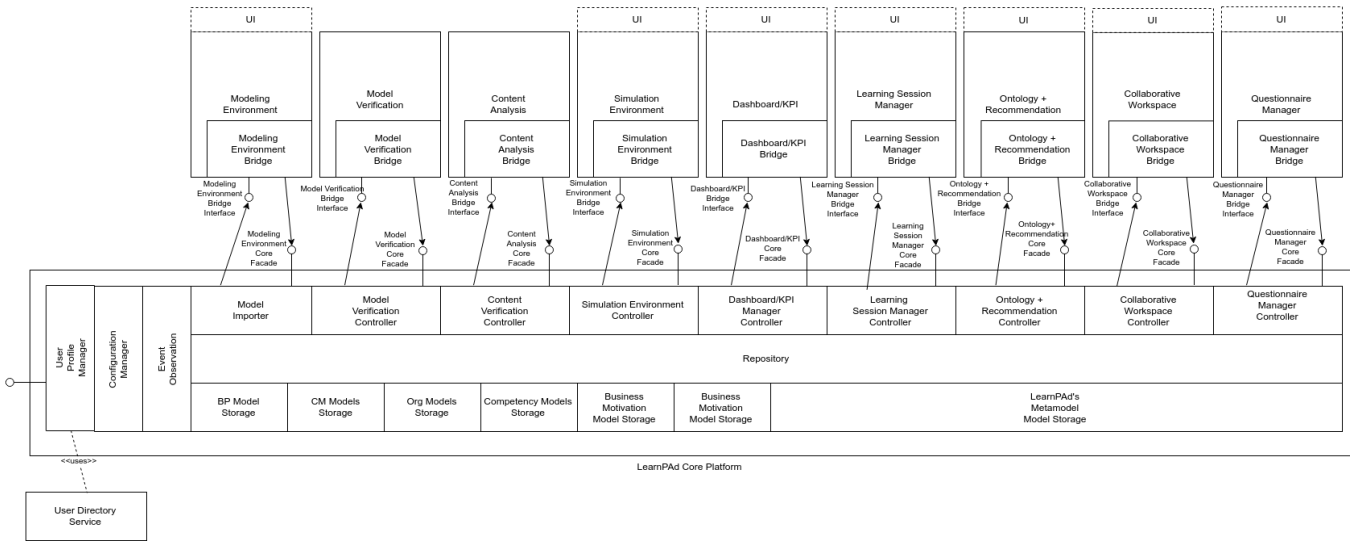 UI
UI
UI
UI
UI
UI
UI
Modeling
Environment
Model
Verification
Content
Analysis
Simulation
Environment
Dashboard/KPI
Learning Session
Manager
Ontology +
Recommendation
Collaborative
Workspace
Questionnaire
Manager
Modeling
Environment
Bridge
Model
Verification
Bridge
Content
Analysis
Bridge
Simulation
Environment
Bridge
Dashboard/KPI
Bridge
Learning Session
Manager
Bridge
Ontology +
Recommendation
Bridge
Collaborative
Workspace
Bridge
Questionnaire
Manager
Bridge
Modeling
Environment
Bridge
Interface
Model Verification
Bridge
Interface
Content
Analysis Bridge
Interface
Simulation
Environment
Bridge
Interface
Dashboard/KPI
Bridge
Interface
Learning Session
Manager
Bridge
Interface
Ontology +
Recommendation
Bridge
Interface
Collaborative
Workspace
Bridge
Interface
Questionnaire
Manager
Bridge
Interface
Modeling
Environment
Core
Facade
Model
Verification
Core
Facade
Content
Analysis
Core
Facade
Simulation
Environment
Core
Facade
Dashboard/KPI
Core
Facade
Learning
Session
Manager
Core
Facade
Ontology+
Recommendation
Core
Facade
Collaborative
Workspace
Core
Facade
Questionnaire
Manager
Core
Facade
User
Profile
Manager
Configuration
Manager
Event
Observation
Model
Importer
Model
Verification
Controller
Content
Verification
Controller
Simulation Environment
Controller
Dashboard/KPI
Manager
Controller
Learning
Session Manager
Controller
Ontology +
Recommendation
Controller
Collaborative
Workspace
Controller
Questionnaire
Manager
Controller
Repository
BP Model
Storage
CM Models
Storage
Org Models
Storage
Competency Models
Storage
Business
Motivation
Model Storage
Business
Motivation
Model Storage
LearnPAd's
Metamodel
Model Storage
<<uses>>
LearnPAd Core Platform
User Directory
Service